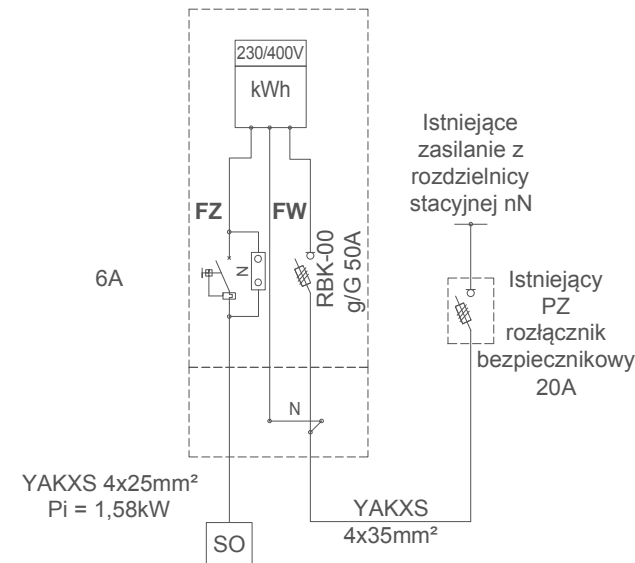 230/400V
kWh
Istniejące
zasilanie z
rozdzielnicy
stacyjnej nN
FZ
FW
N
RBK-00
g/G 50A
6A
Istniejący
PZ
rozłącznik
bezpiecznikowy
20A
N
YAKXS 4x25mm²
Pi = 1,58kW
YAKXS
4x35mm²
SO